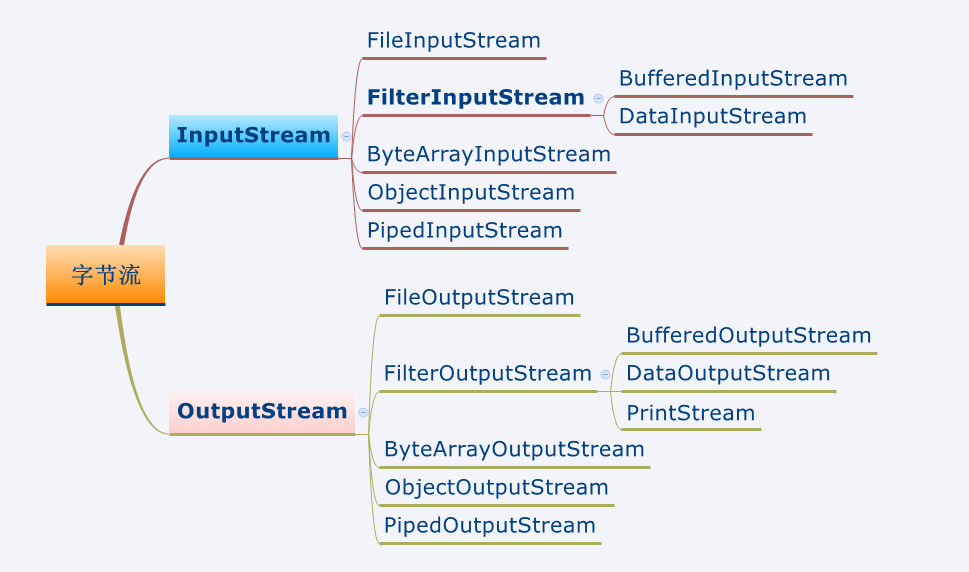 FileInputStream
BufferedInputStream
FilterInputStream
DataInputStream
InputStream
ByteArrayInputStream
ObjectInputStream
PipedInputStream
字节流
FileOutputStream
BufferedOutputStream
FilterOutputStream
DataOutputStream
PrintStream
OutputStream
ByteArrayOutputStream
ObjectOutputStream
PipedOutputStream